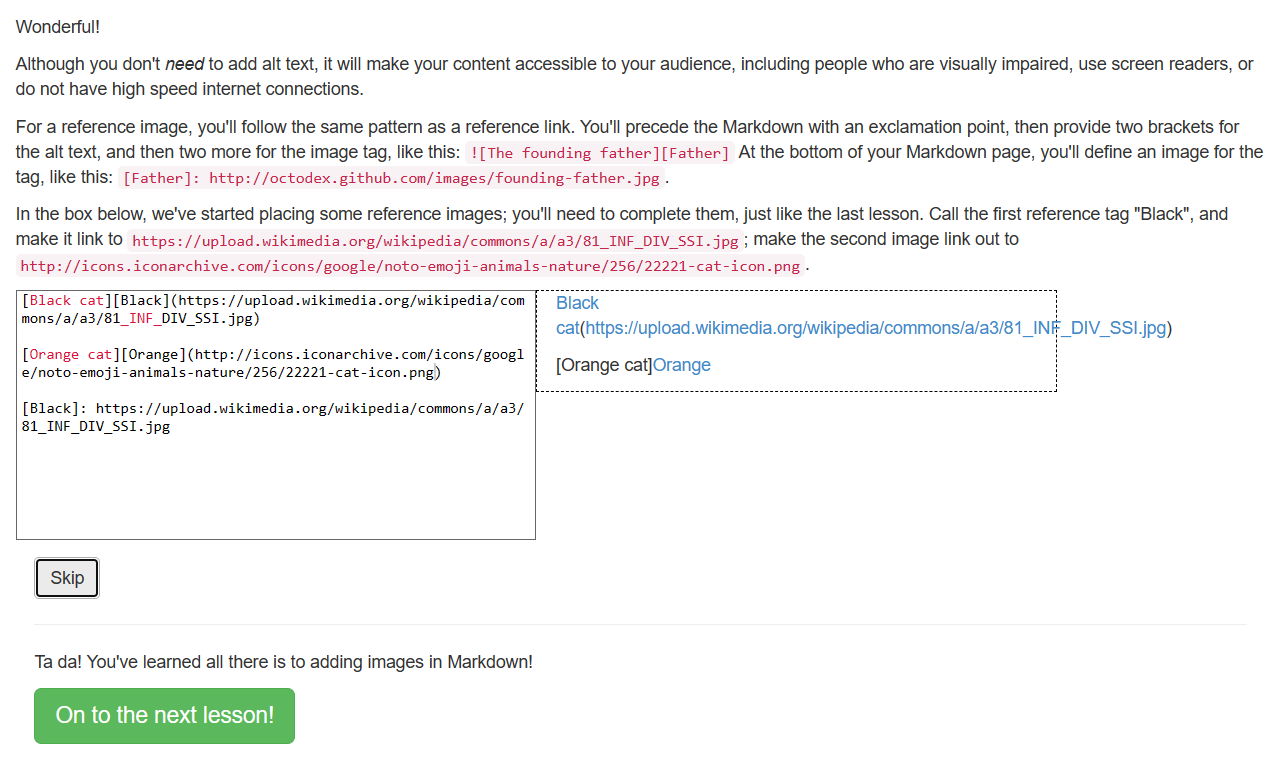 Wonderful!
Although you don't need to add alt text, it will make your content accessible to your audience, including people who are visually impaired, use screen readers, or
do not have high speed internet connections.
For a reference image, you'll follow the same pattern as a reference link. You'll precede the Markdown with an exclamation point, then provide two brackets for
the alt text, and then two more for the image tag, like this: ![The founding father][Father] At the bottom of your Markdown page, you'll define an image for the
tag, like this: [Father]: http://octodex.github.com/images/founding-father.jpg.
In the box below, we've started placing some reference images; you'll need to complete them, just like the last lesson. Call the first reference tag "Black", and
make it link to https://upload.wikimedia.org/wikipedia/commons/a/a3/81_INF_DIV_SSI.jpg; make the second image link out to
http://icons.iconarchive.com/icons/google/noto-emoji-animals-nature/256/22221-cat-icon.png.
[Black cat][Black](https://upload.wikimedia.org/wikipedia/com
mons/a/a3/81_INF_DIV_SSI.jpg)
[Orange cat][Orange](http://icons.iconarchive.com/icons/googl
e/noto-emoji-animals-nature/256/22221-cat-icon.png)
[Black]: https://upload.wikimedia.org/wikipedia/commons/a/a3/
81_INF_DIV_SSI.jpg
Black
cat(https://upload.wikimedia.org/wikipedia/commons/a/a3/81_INF_DIV_SSI.jpg)
[Orange cat]Orange
Skip
Ta da! You've learned all there is to adding images in Markdown!
On to the next lesson!